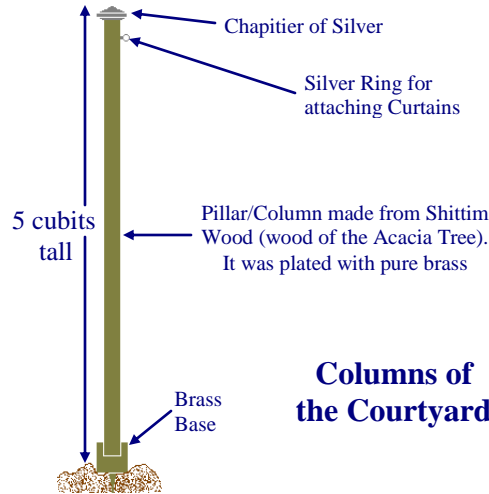 Chapitier of Silver
Silver Ring for
attaching Curtains
5 cubits
tall
Pillar/Column made from Shittim
Wood (wood of the Acacia Tree).
It was plated with pure brass
Columns of
the Courtyard
Brass
Base